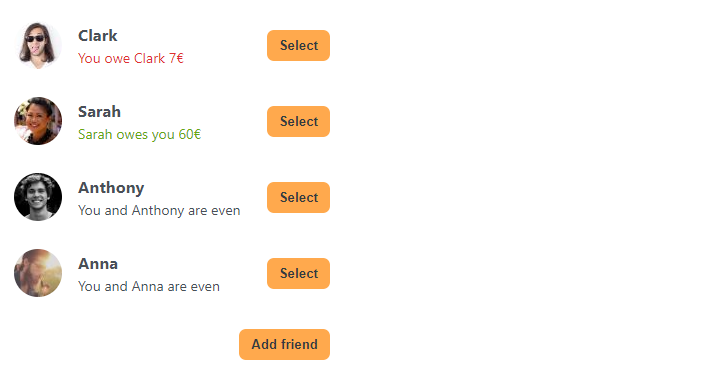 Clark
You owe Clark 7€
Select
Sarah
Sarah owes you 60€
Select
Anthony
You and Anthony are even
Select
Anna
You and Anna are even
Select
Add friend